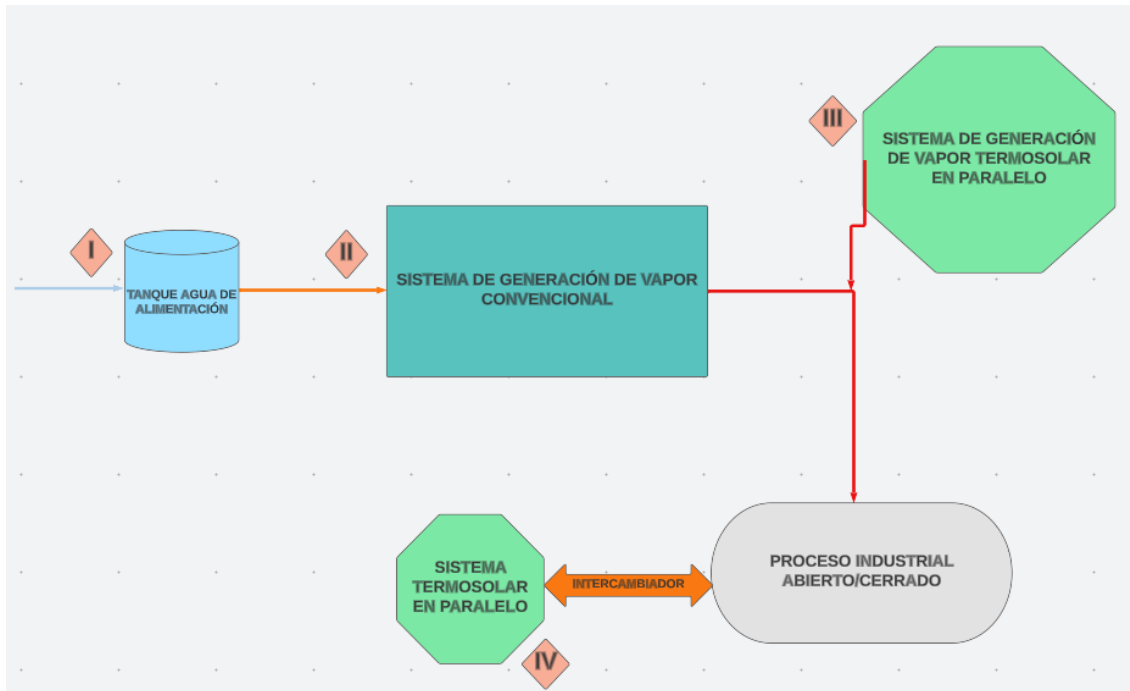 III
SISTEMA DE GENERACIÓN
DE VAPOR TERMOSOLAR
EN PARALELO
I
II
TANQUE AGUA DE
ALIMENTACIÓN
SISTEMA DE GENERACIÓN DE VAPOR
CONVENCIONAL
SISTEMA
TERMOSOLAR
EN PARALELO
INTERCAMBIADOR
PROCESO INDUSTRIAL
ABIERTO/CERRADO
IV